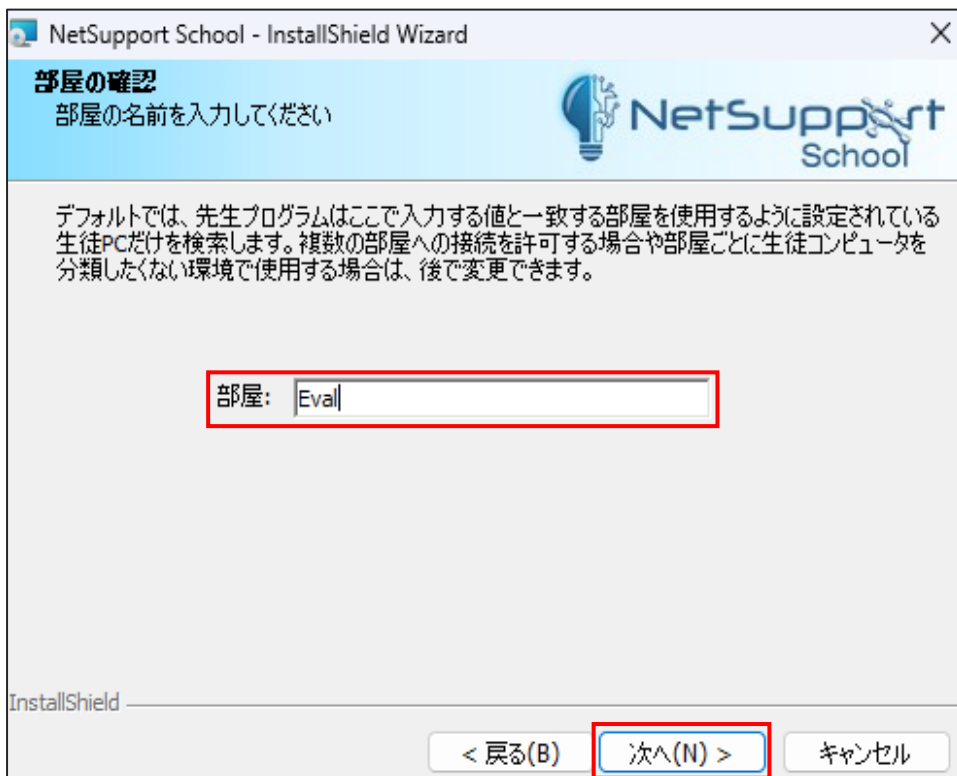 NetSupport School - InstallShield Wizard
部屋の確認
部屋の名前を入力してください
NetSupport
School
デフォルトでは、先生プログラムはここで入力する値と一致する部屋を使用するように設定されている
生徒PCだけを検索します。複数の部屋への接続を許可する場合や部屋ごとに生徒コンピュータを
分類したくない環境で使用する場合は、後で変更できます。
部屋: Eval
InstallShield
< 戻る(B) 次へ(N) > キャンセル